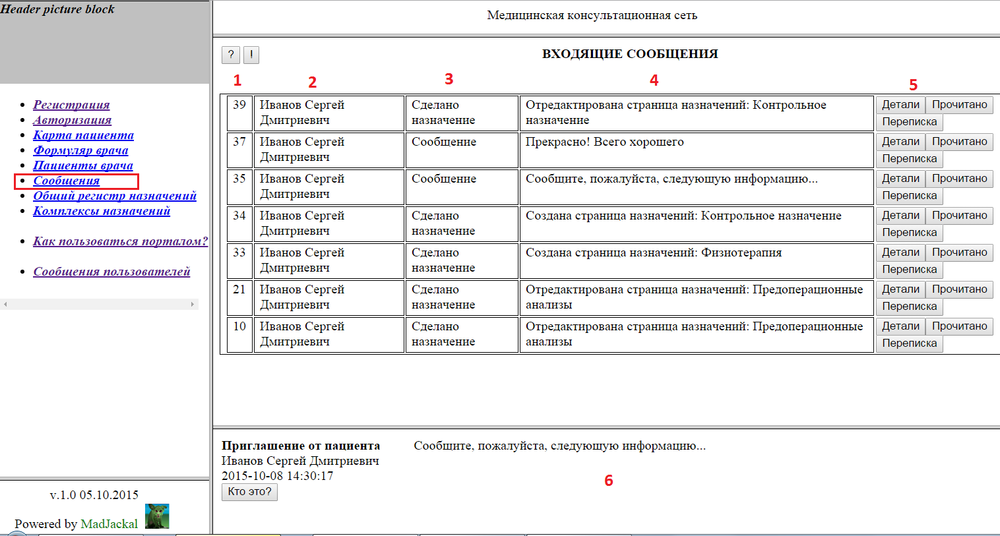 Header picture block
Регистрация
Авторизация
Карта пациента
Формуляр врача
Пациенты врача
Сообщения
Общий регистр назначений
Комплексы назначений
Как пользоваться порталом?
Сообщения пользователей
v.1.0 05.10.2015
Powered by MadJackal
Медицинская консультационная сеть
? ! ВХОДЯЩИЕ СООБЩЕНИЯ
1 2 3 4 5
39 Иванов Сергей Сделано Отредактирована страница назначений: Контрольное Детали Прочитано
Дмитриевич назначение назначение Переписка
37 Иванов Сергей Сообщение Прекрасно! Всего хорошего Детали Прочитано
Дмитриевич Переписка
35 Иванов Сергей Сообщение Сообщите, пожалуйста, следующую информацию... Детали Прочитано
Дмитриевич Переписка
34 Иванов Сергей Сделано Создана страница назначений: Контрольное назначение Детали Прочитано
Дмитриевич назначение Переписка
33 Иванов Сергей Сделано Создана страница назначений: Физиотерапия Детали Прочитано
Дмитриевич назначение Переписка
21 Иванов Сергей Сделано Отредактирована страница назначений: Предоперационные Детали Прочитано
Дмитриевич назначение анализы Переписка
10 Иванов Сергей Сделано Отредактирована страница назначений: Предоперационные Детали Прочитано
Дмитриевич назначение анализы Переписка
Приглашение от пациента Сообщите, пожалуйста, следующую информацию...
Иванов Сергей Дмитриевич
2015-10-08 14:30:17 6
Кто это?